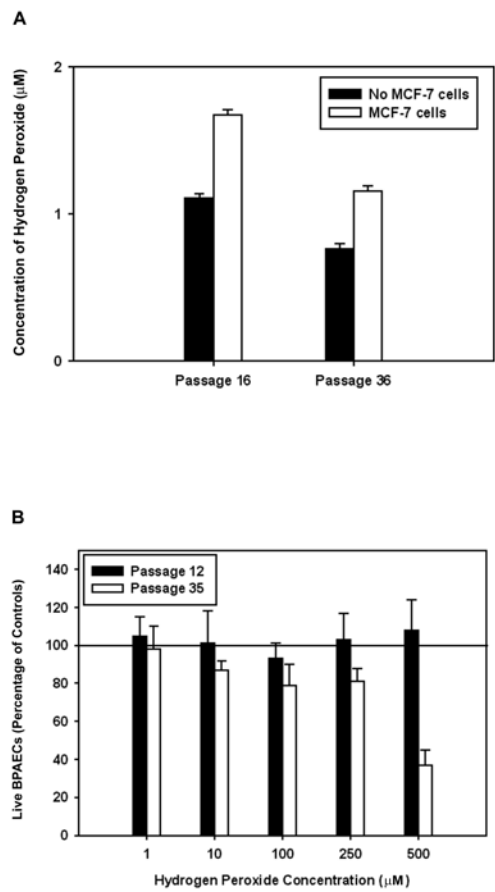 A
Concentration of Hydrogen Peroxide (μM)
2
1
0
No MCF-7 cells
MCF-7 cells
Passage 16
Passage 36
B
Live BPAECs (Percentage of Controls)
140
120
100
80
60
40
20
0
Passage 12
Passage 35
1 10 100 250 500
Hydrogen Peroxide Concentration (μM)